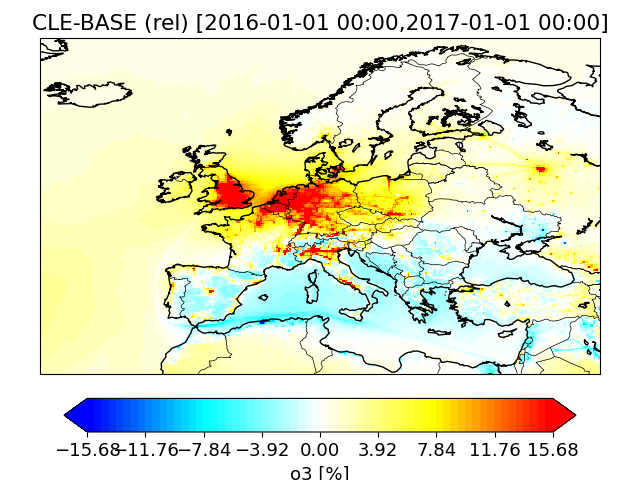 CLE-BASE (rel) [2016-01-01 00:00,2017-01-01 00:00]
−15.68 −11.76 −7.84 −3.92 0.00 3.92 7.84 11.76 15.68
o3 [%]